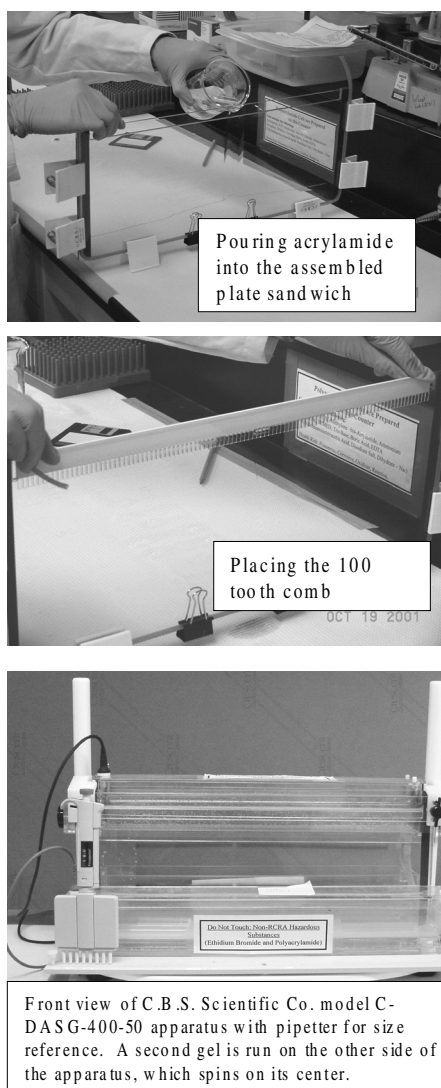 Pouring acrylamide
into the assembled
plate sandwich
Placing the 100
tooth comb
OCT 19 2001
Do Not Touch: Non-RCRA Hazardous
Substances
(Ethidium Bromide and Polyacrylamide)
Front view of C.B.S. Scientific Co. model C-
DASG-400-50 apparatus with pipetter for size
reference. A second gel is run on the other side of
the apparatus, which spins on its center.